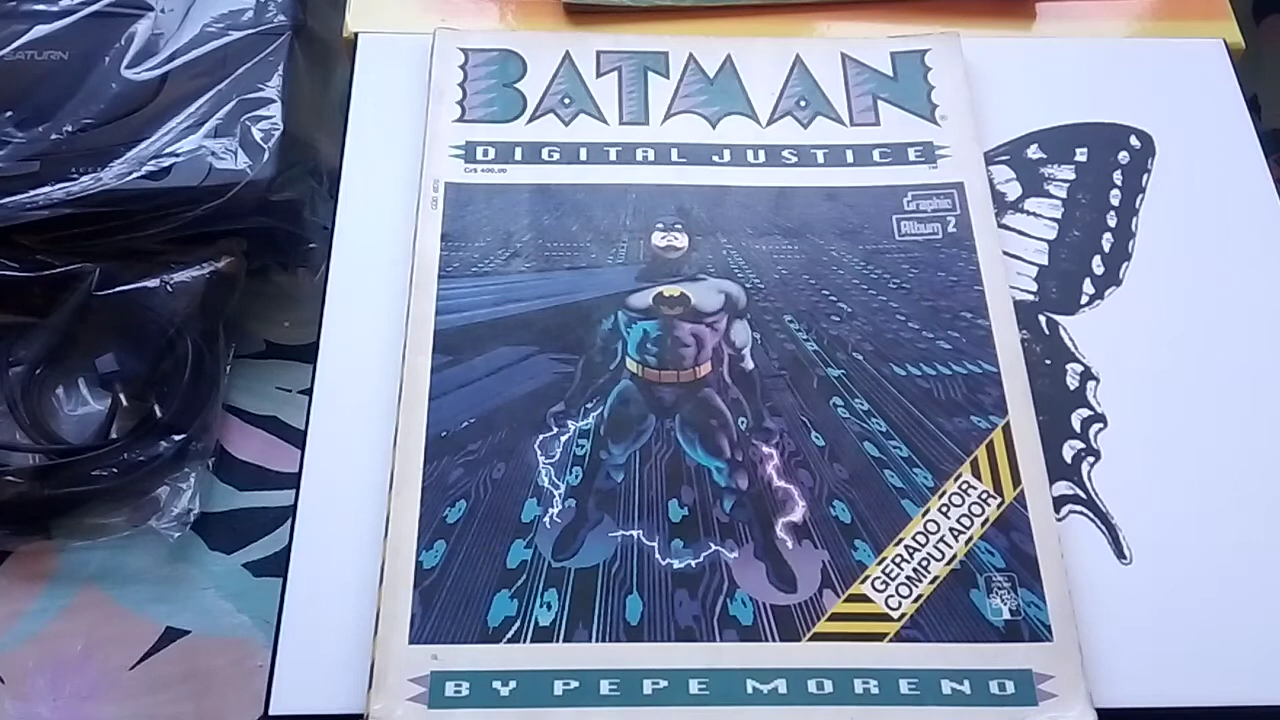 SATURN
BATMAN
DIGITAL JUSTICE
Cr$ 400,00
Graphic
Album 2
GERADO POR
COMPUTADOR
BY PEPE MORENO